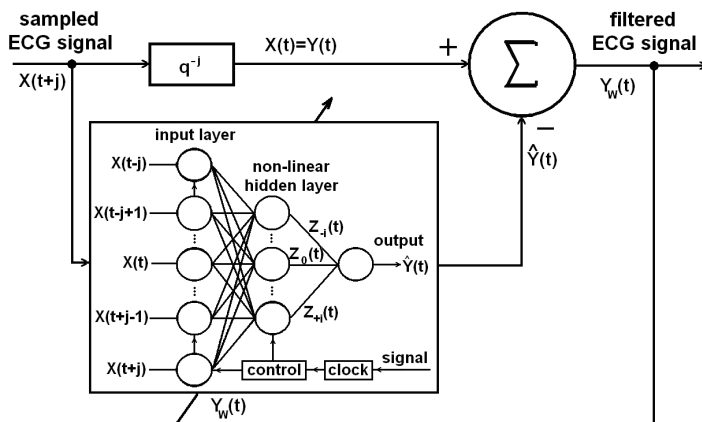 sampled
ECG signal
X(t+j)
q⁻ʲ
X(t)=Y(t)
+
Σ
−
filtered
ECG signal
Y_W(t)
Ŷ(t)
input layer
non-linear
hidden layer
X(t-j)
X(t-j+1)
X(t)
X(t+j-1)
X(t+j)
Z_-i(t)
Z_0(t)
Z_+i(t)
output
Ŷ(t)
signal
control
clock
Y_W(t)